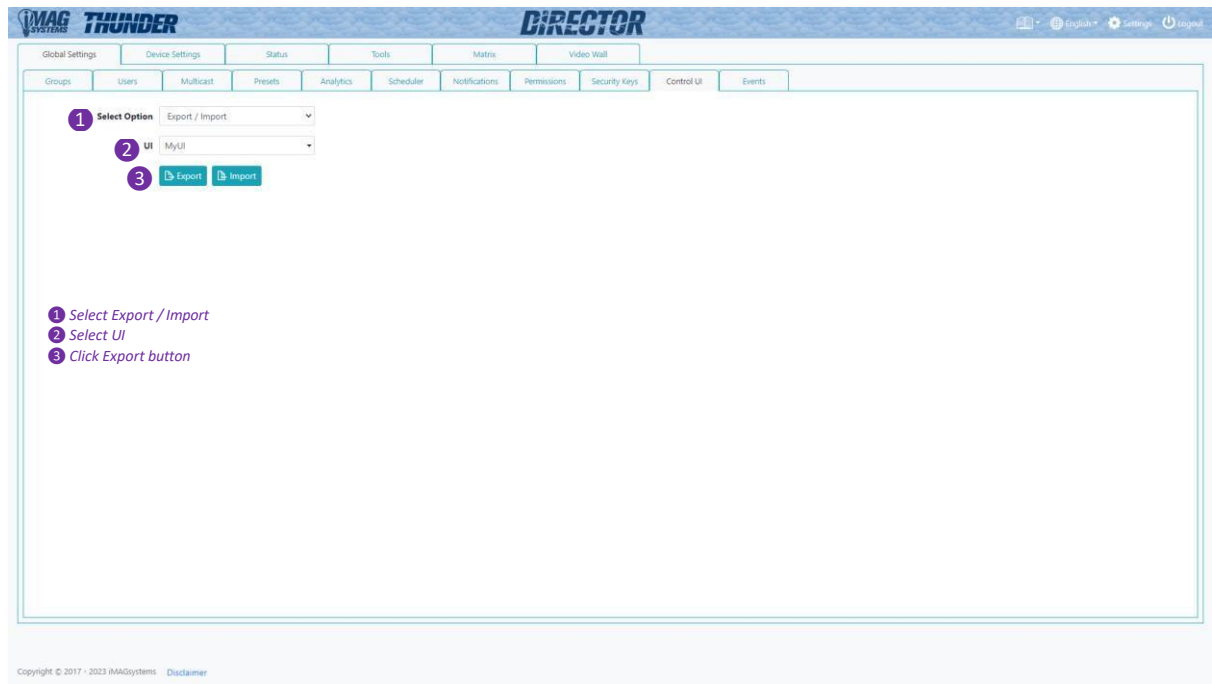 iMAG SYSTEMS THUNDER DiRECTOR English Settings Logout
Global Settings Device Settings Status Tools Matrix Video Wall
Groups Users Multicast Presets Analytics Scheduler Notifications Permissions Security Keys Control UI Events
1 Select Option Export / Import
2 UI MyUI
3 Export Import
1 Select Export / Import
2 Select UI
3 Click Export button
Copyright © 2017 - 2023 iMAGsystems Disclaimer